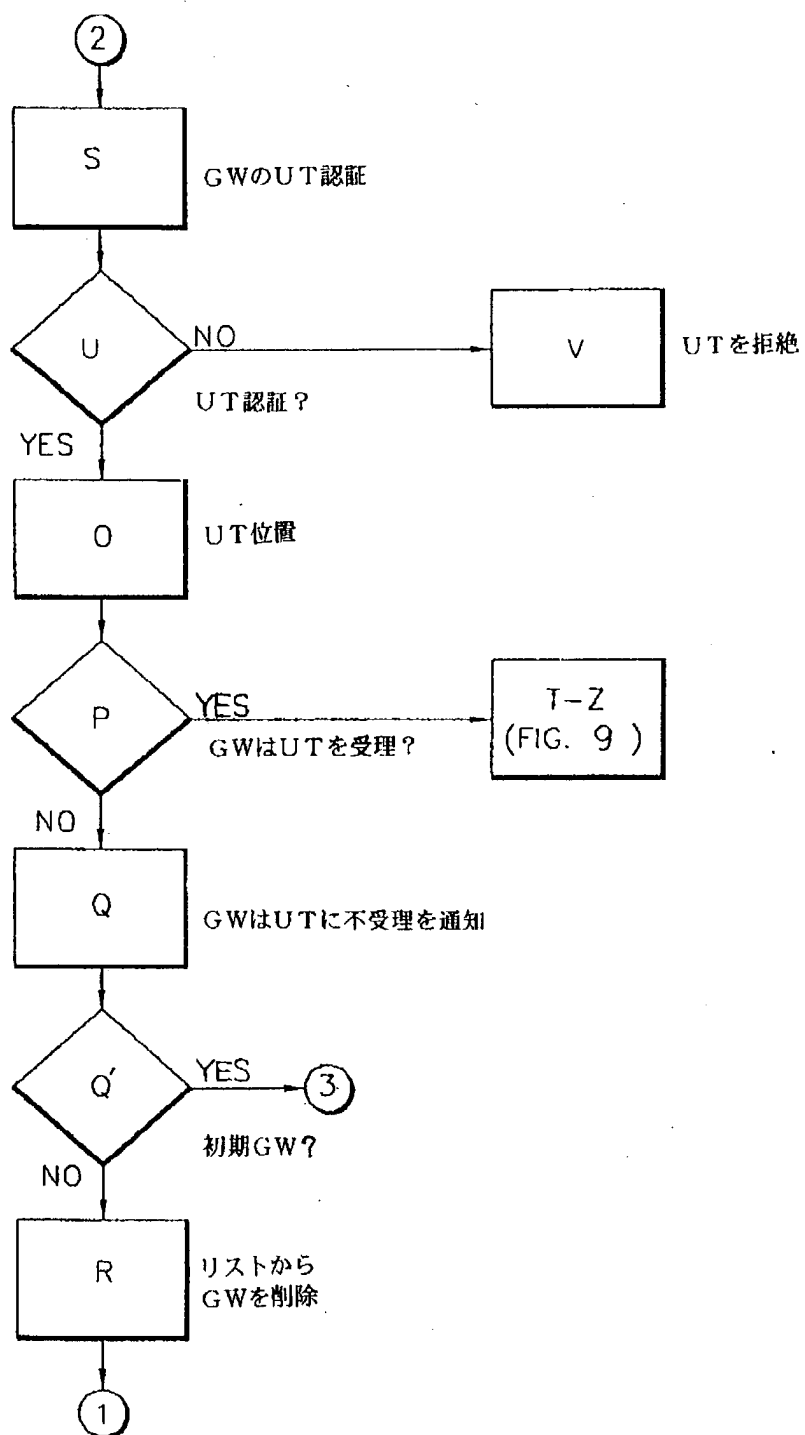 2
S
GWのUT認証
U
NO
V
UTを拒絶
UT認証?
YES
O
UT位置
P
YES
GWはUTを受理?
T-Z
(FIG. 9 )
NO
Q
GWはUTに不受理を通知
Q′
YES
3
初期GW?
NO
R
リストから
GWを削除
1